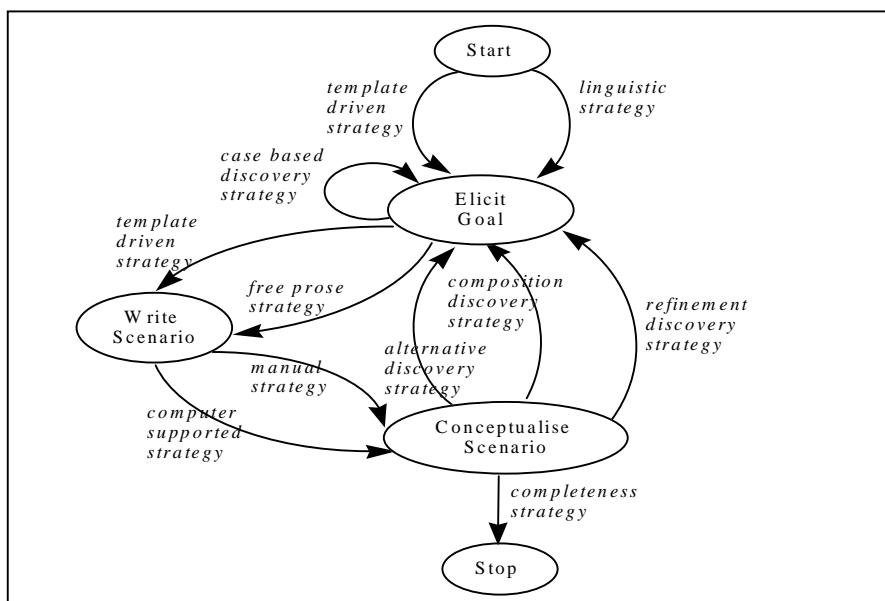 Start
template
driven
strategy
linguistic
strategy
case based
discovery
strategy
Elicit
Goal
template
driven
strategy
free prose
strategy
composition
discovery
strategy
refinement
discovery
strategy
Write
Scenario
manual
strategy
alternative
discovery
strategy
computer
supported
strategy
Conceptualise
Scenario
completeness
strategy
Stop